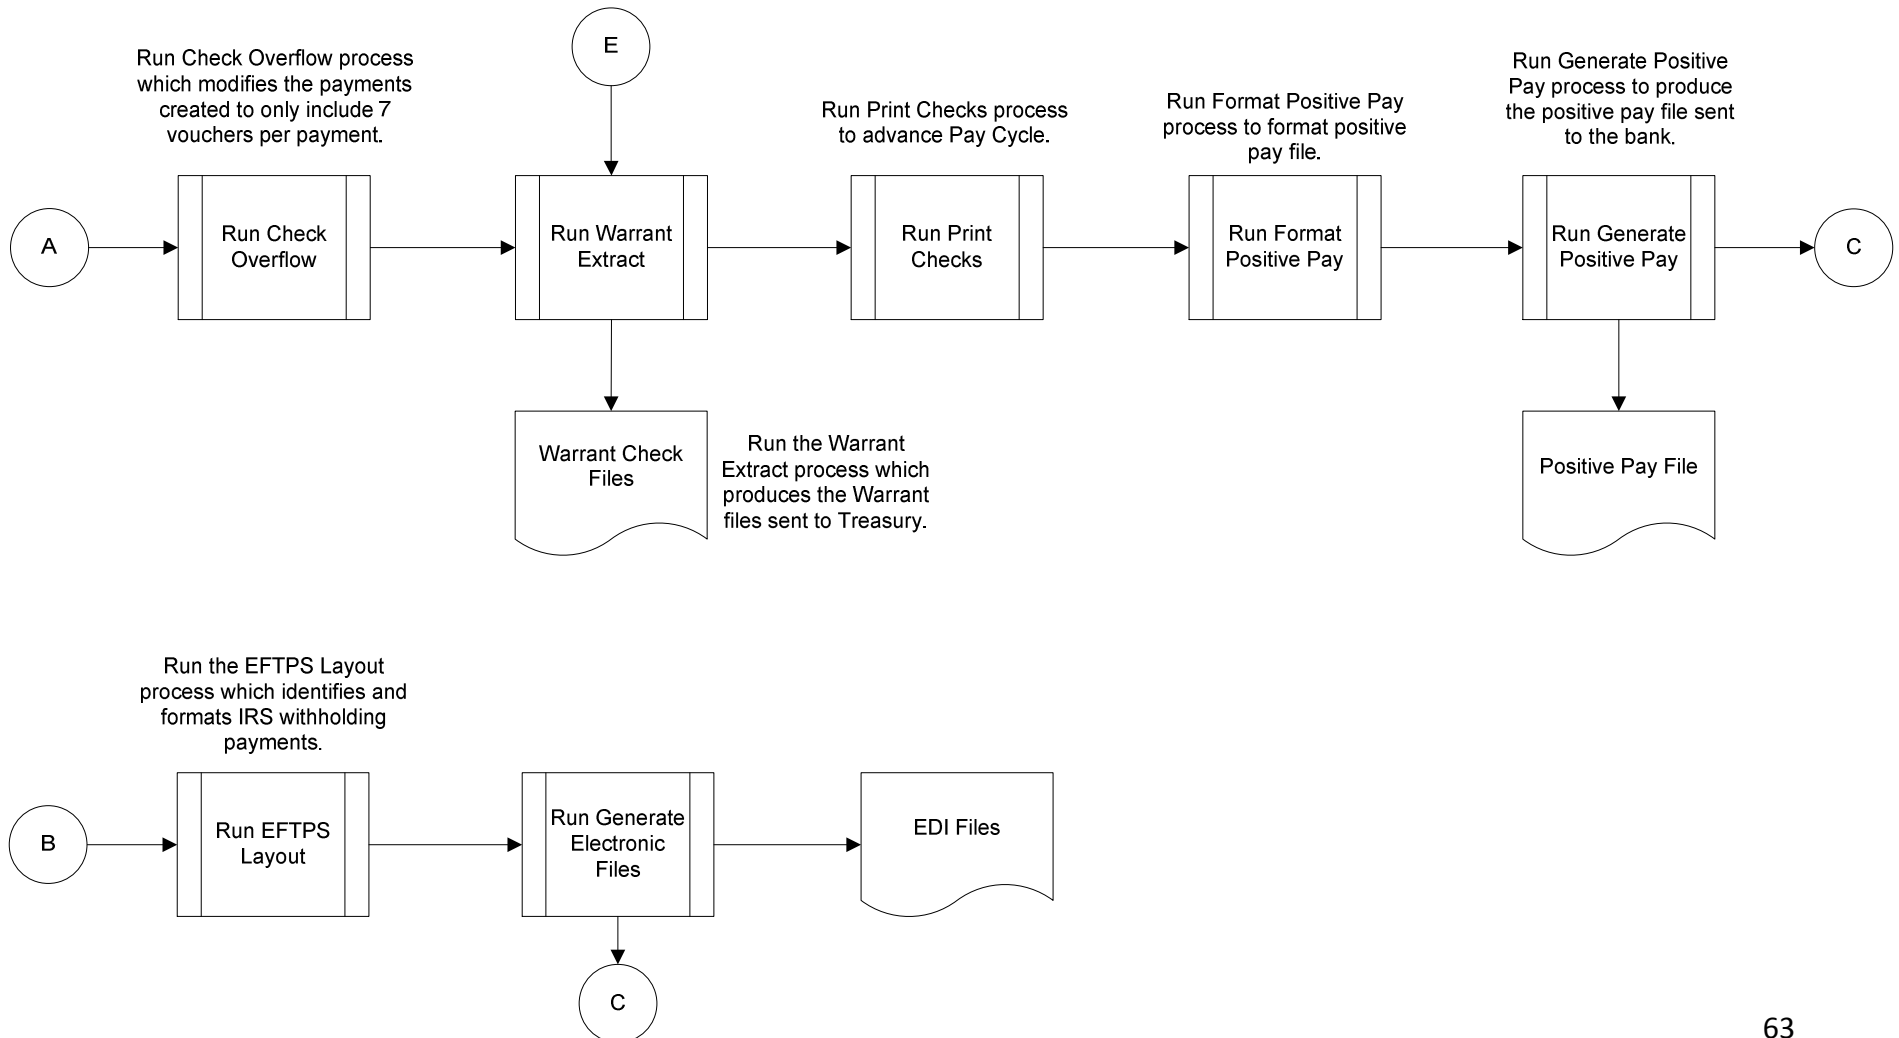 E
Run Check Overflow process
which modifies the payments
created to only include 7
vouchers per payment.
Run Print Checks process
to advance Pay Cycle.
Run Format Positive Pay
process to format positive
pay file.
Run Generate Positive
Pay process to produce
the positive pay file sent
to the bank.
A
Run Check
Overflow
Run Warrant
Extract
Run Print
Checks
Run Format
Positive Pay
Run Generate
Positive Pay
C
Warrant Check
Files
Run the Warrant
Extract process which
produces the Warrant
files sent to Treasury.
Positive Pay File
Run the EFTPS Layout
process which identifies and
formats IRS withholding
payments.
B
Run EFTPS
Layout
Run Generate
Electronic
Files
EDI Files
C
63